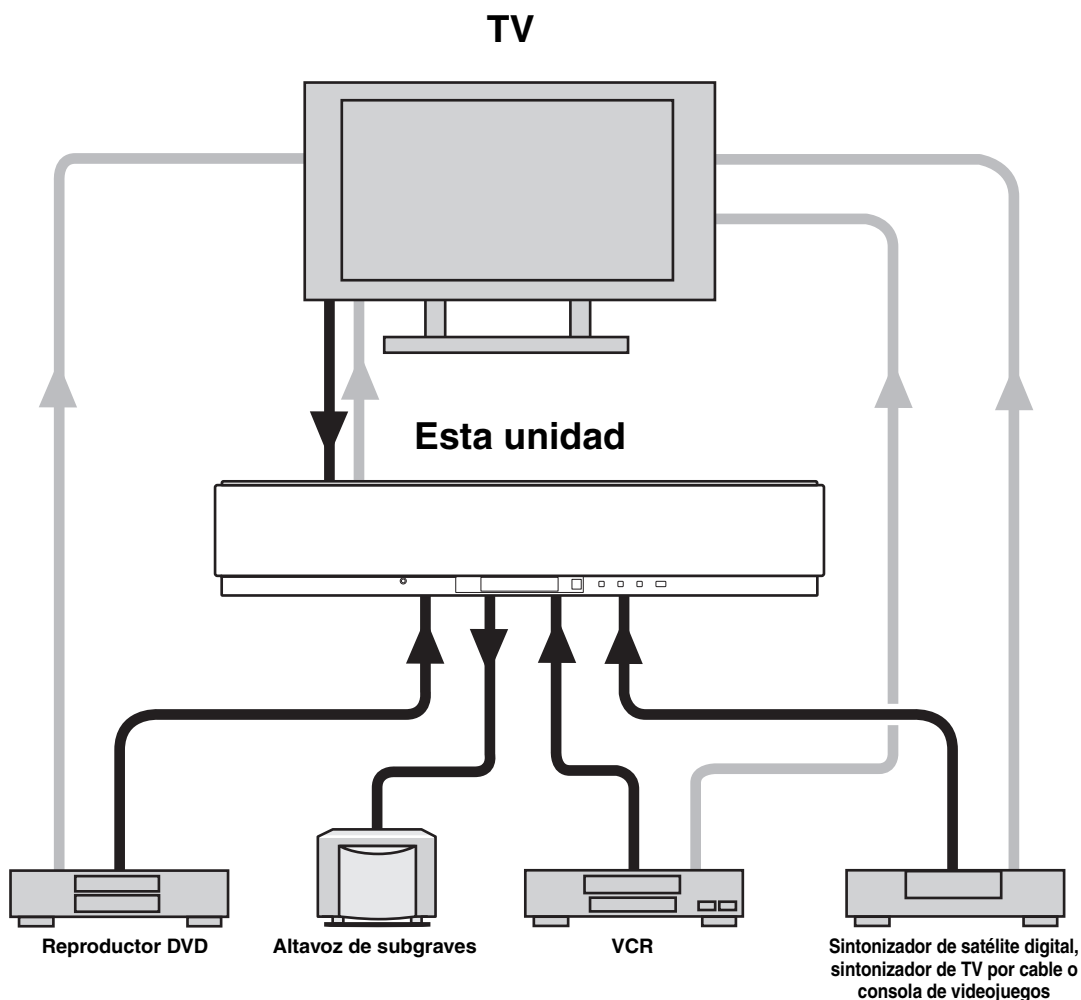 TV
Esta unidad
Reproductor DVD
Altavoz de subgraves
VCR
Sintonizador de satélite digital,
sintonizador de TV por cable o
consola de videojuegos